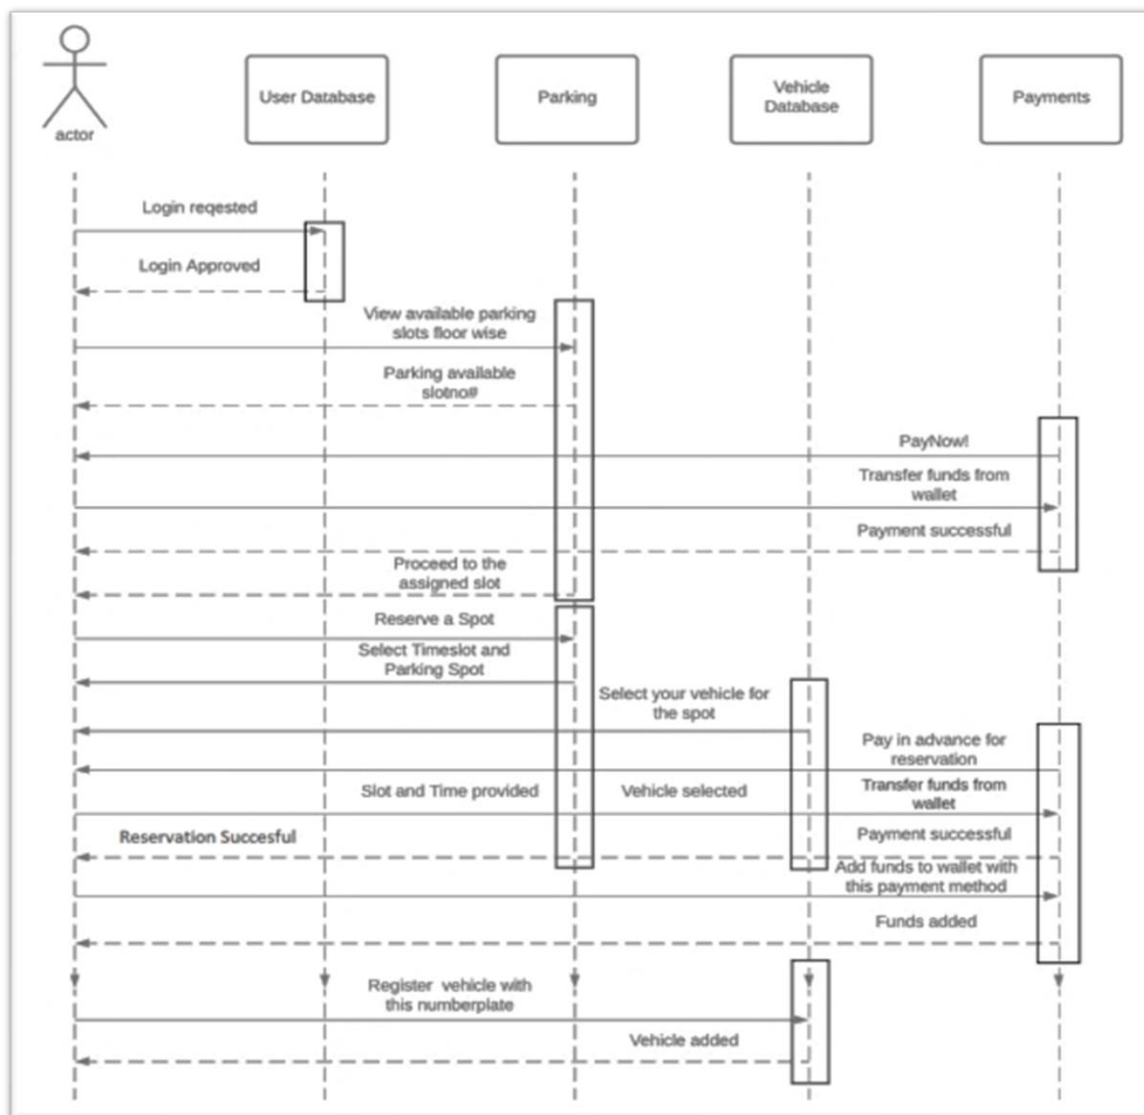 actor
User Database
Parking
Vehicle
Database
Payments
Login reqested
Login Approved
View available parking
slots floor wise
Parking available
slotno#
PayNow!
Transfer funds from
wallet
Payment successful
Proceed to the
assigned slot
Reserve a Spot
Select Timeslot and
Parking Spot
Select your vehicle for
the spot
Pay in advance for
reservation
Slot and Time provided
Vehicle selected
Transfer funds from
wallet
Reservation Succesful
Payment successful
Add funds to wallet with
this payment method
Funds added
Register vehicle with
this numberplate
Vehicle added